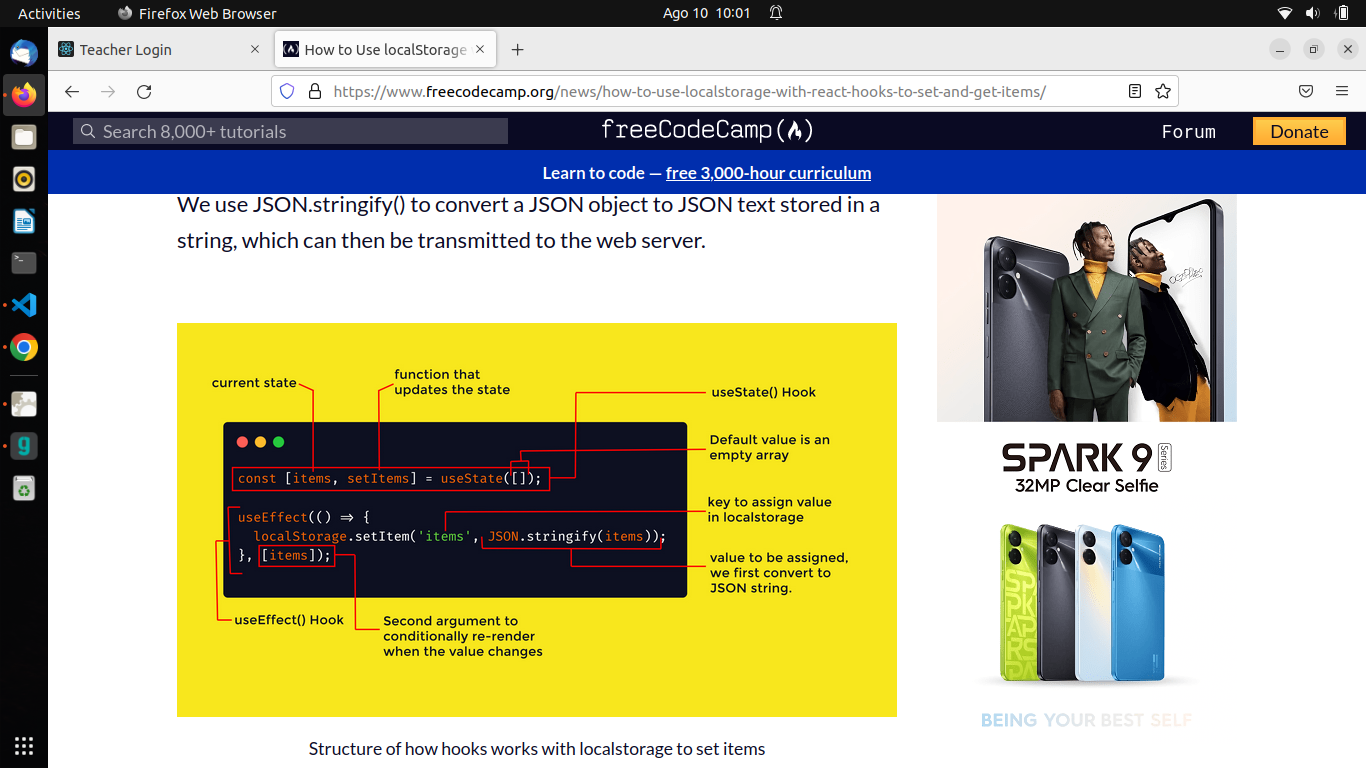 Activities
Firefox Web Browser
Ago 10 10:01
Teacher Login
How to Use localStorage
https://www.freecodecamp.org/news/how-to-use-localstorage-with-react-hooks-to-set-and-get-items/
Search 8,000+ tutorials
freeCodeCamp
Forum
Donate
Learn to code — free 3,000-hour curriculum
We use JSON.stringify() to convert a JSON object to JSON text stored in a
string, which can then be transmitted to the web server.
current state
function that
updates the state
useState() Hook
Default value is an
empty array
const [items, setItems] = useState([]);
key to assign value
in localstorage
useEffect(() => {
localStorage.setItem('items', JSON.stringify(items));
}, [items]);
value to be assigned,
we first convert to
JSON string.
useEffect() Hook
Second argument to
conditionally re-render
when the value changes
Structure of how hooks works with localstorage to set items
SPARK 9 Series
32MP Clear Selfie
BEING YOUR BEST SELF